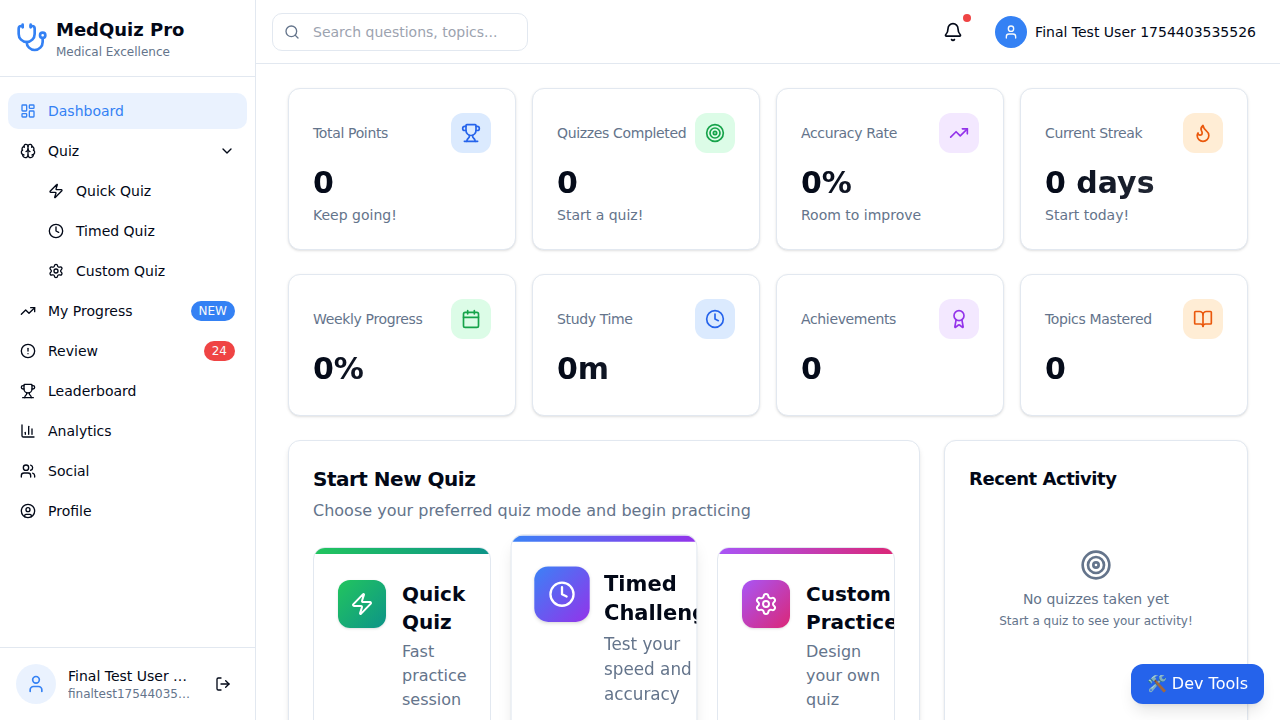 MedQuiz Pro
Medical Excellence
Search questions, topics...
Final Test User 1754403535526
Dashboard
Quiz
Quick Quiz
Timed Quiz
Custom Quiz
My Progress
NEW
Review
24
Leaderboard
Analytics
Social
Profile
Final Test User ...
finaltest17544035...
Total Points
0
Keep going!
Quizzes Completed
0
Start a quiz!
Accuracy Rate
0%
Room to improve
Current Streak
0 days
Start today!
Weekly Progress
0%
Study Time
0m
Achievements
0
Topics Mastered
0
Start New Quiz
Choose your preferred quiz mode and begin practicing
Quick
Quiz
Fast
practice
session
Timed
Challeng
Test your
speed and
accuracy
Custom
Practice
Design
your own
quiz
Recent Activity
No quizzes taken yet
Start a quiz to see your activity!
🛠️ Dev Tools